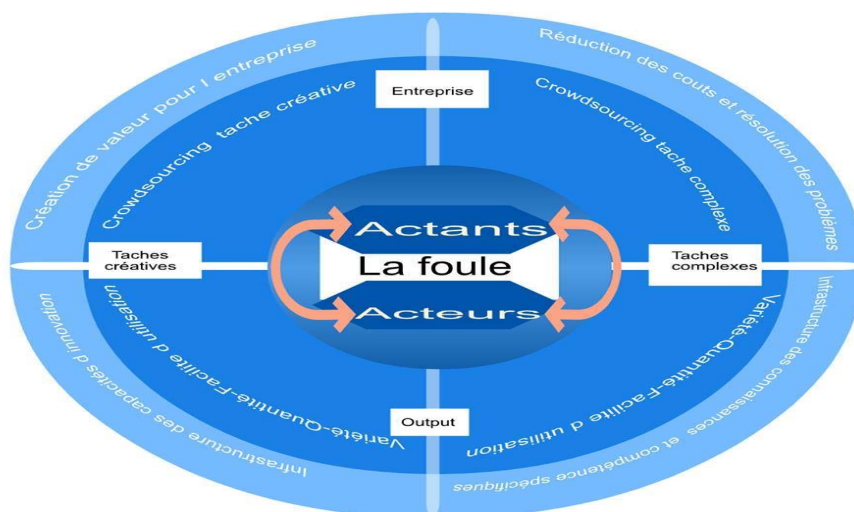 Création de valeur pour l entreprise
Réduction des couts et résolution des problèmes
Crowdsourcing tache créative
Entreprise
Crowdsourcing tache complexe
Actants
Taches
créatives
La foule
Taches
complexes
Acteurs
Variété-Quantité-Facilite d utilisation
Output
Variété-Quantité-Facilite d utilisation
Infrastructure des capacités d innovation
Infrastructure des connaissances et compétence spécifiques